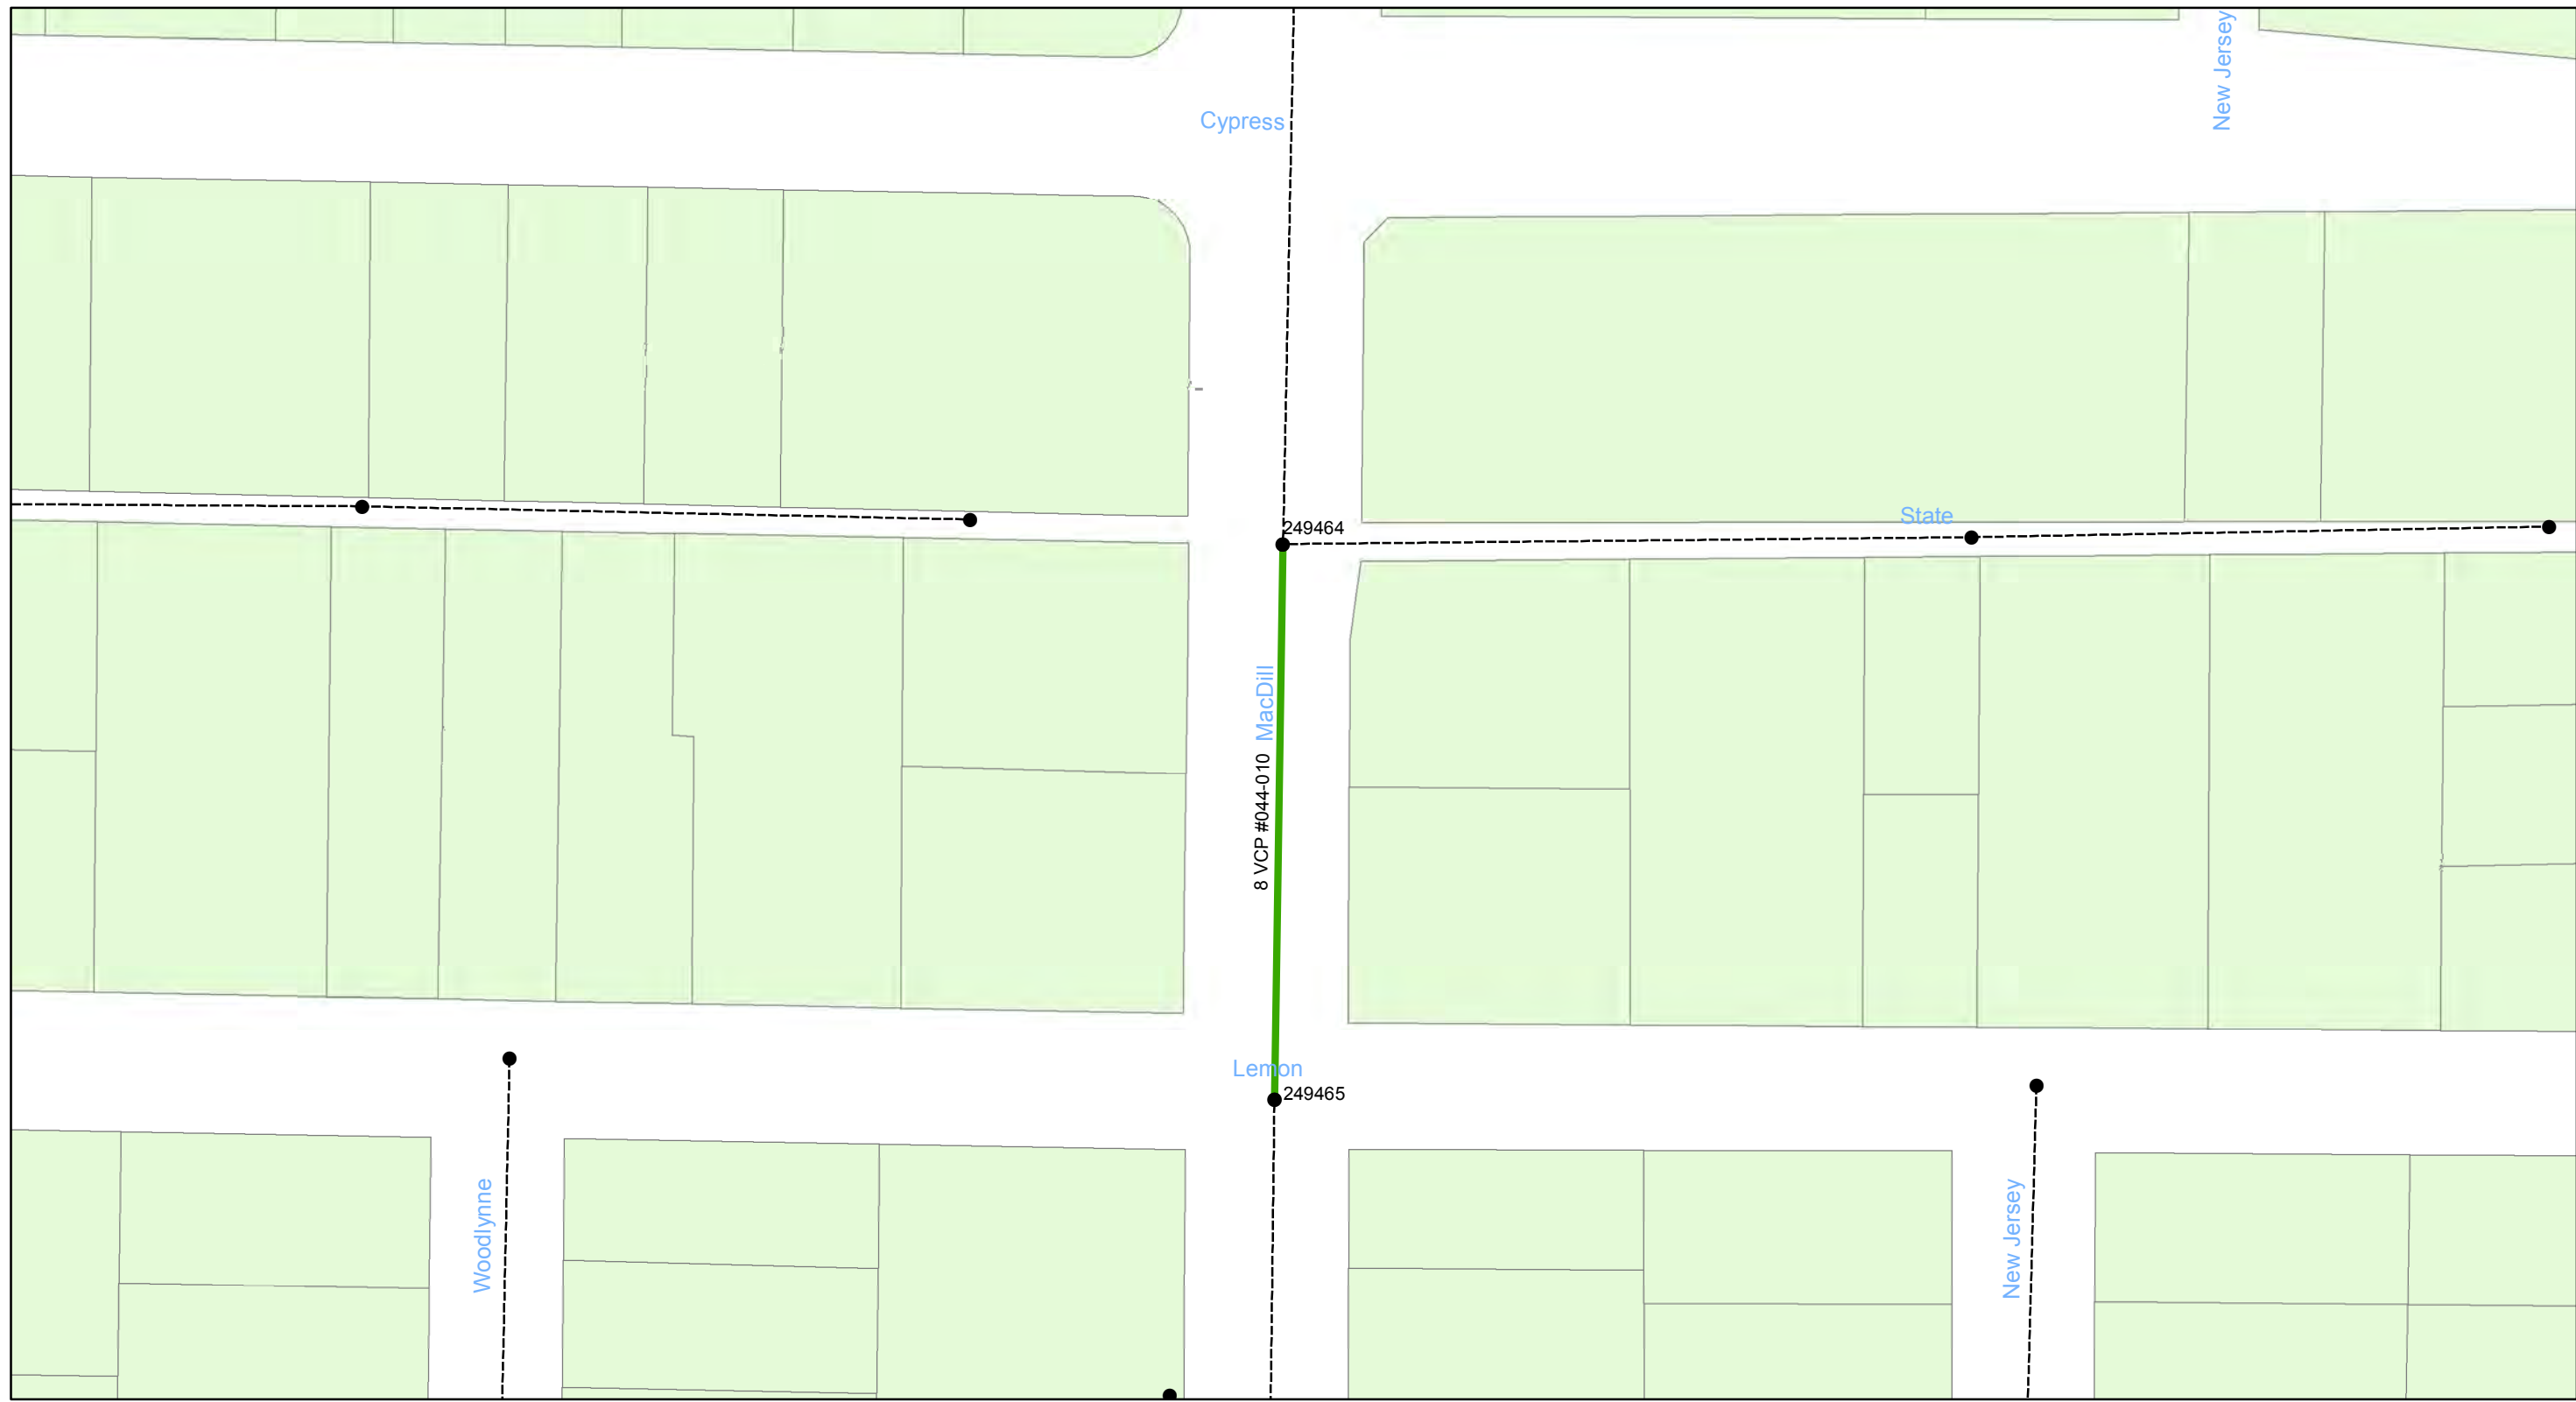 New Jersey
Cypress
State
249464
MacDill
8 VCP #044-010
Lemon
249465
Woodlynne
New Jersey